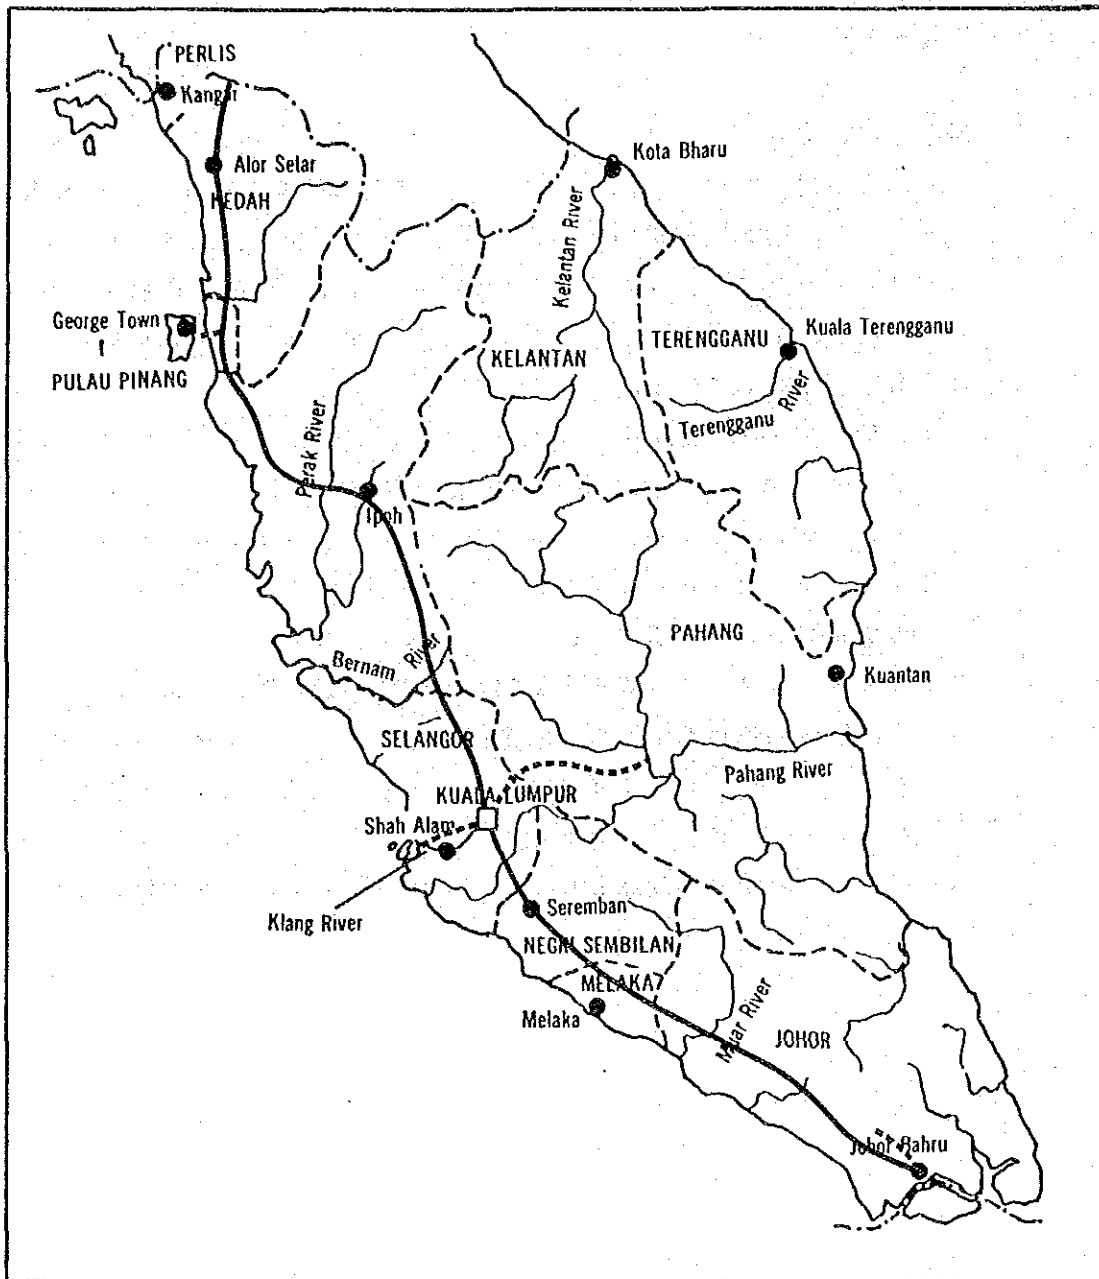 PERLIS
Kangar
Alor Setar
KEDAH
Kota Bharu
Kelantan River
George Town
PULAU PINANG
KELANTAN
TERENGGANU
Kuala Terengganu
Terengganu River
Perak River
Ipoh
PAHANG
Bernam River
Kuantan
SELANGOR
Pahang River
KUALA LUMPUR
Shah Alam
Klang River
Seremban
NEGRI SEMBILAN
MELAKA
Melaka
Muar River
JOHOR
Johor Bahru